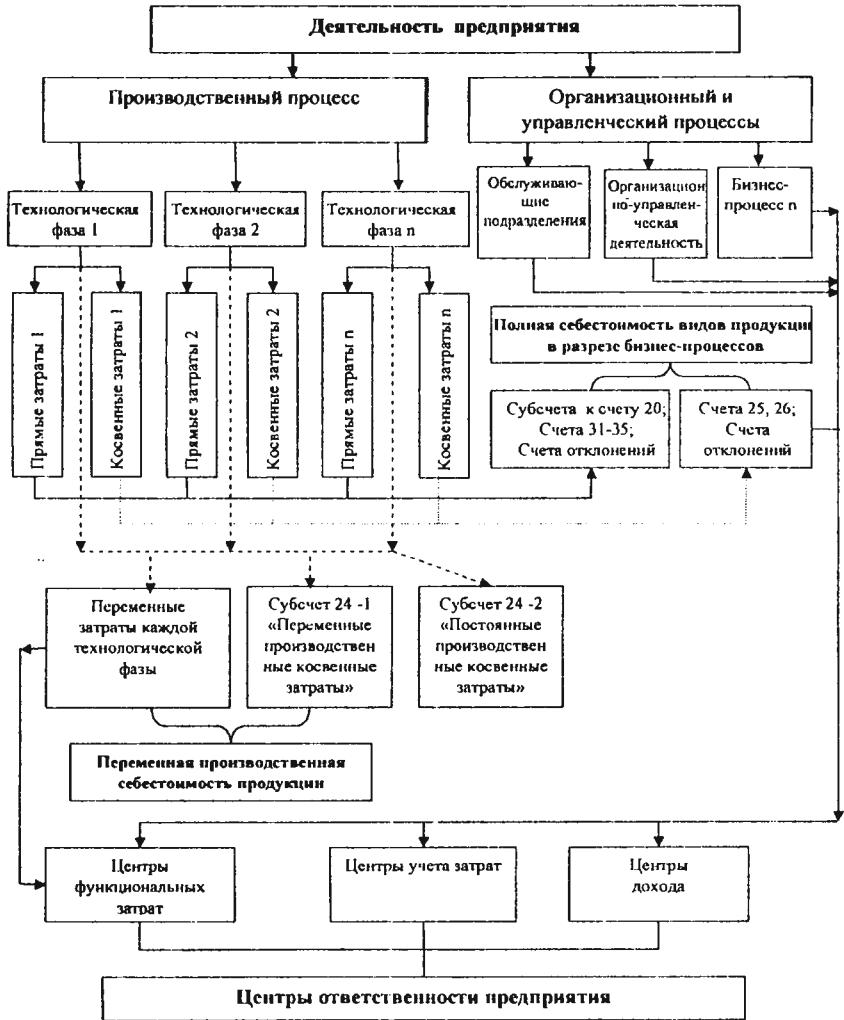 Деятельность предприятия
Производственный процесс
Организационный и
управленческий процессы
Технологическая
фаза 1
Технологическая
фаза 2
Технологическая
фаза n
Обслуживаю-
щие
подразделения
Организацион
но-управлен-
ческая
деятельность
Бизнес-
процесс n
Прямые затраты 1
Косвенные затраты 1
Прямые затраты 2
Косвенные затраты 2
Прямые затраты n
Косвенные затраты n
Полная себестоимость видов продукции
в разрезе бизнес-процессов
Субсчета к счету 20;
Счета 31-35;
Счета отклонений
Счета 25, 26;
Счета
отклонений
Переменные
затраты каждой
технологической
фазы
Субсчет 24 -1
«Переменные
производствен
ные косвенные
затраты»
Субсчет 24 -2
«Постоянные
производствен
ные косвенные
затраты»
Переменная производственная
себестоимость продукции
Центры
функциональных
затрат
Центры учета затрат
Центры
дохода
Центры ответственности предприятия